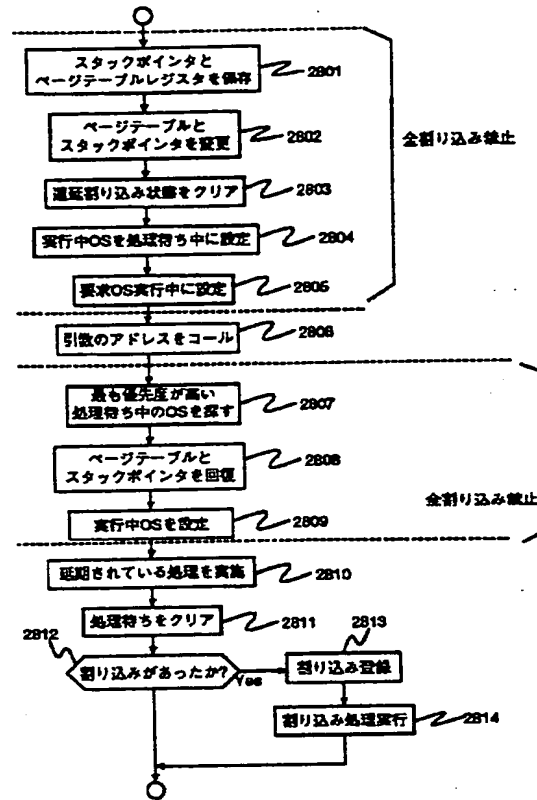 スタックポインタと
ページテーブルレジスタを保存
2801
ページテーブルと
スタックポインタを変更
2802
全割り込み禁止
遅延割り込み状態をクリア
2803
実行中OSを処理待ち中に設定
2804
要求OS実行中に設定
2805
引数のアドレスをコール
2806
最も優先度が高い
処理待ち中のOSを探す
2807
ページテーブルと
スタックポインタを回復
2808
全割り込み禁止
実行中OSを設定
2809
延期されている処理を実施
2810
処理待ちをクリア
2811
2812
割り込みがあったか?
Yes
2813
割り込み登録
割り込み処理実行
2814